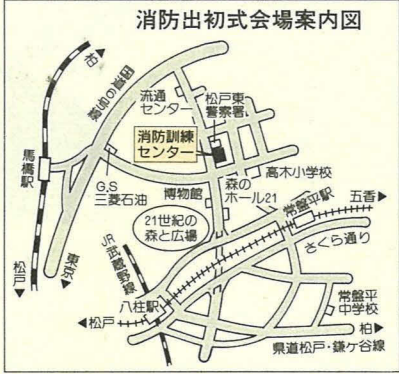 消防出初式会場案内図
柏
国道6号線
流通
センター
松戸東
警察署
消防訓練
センター
馬橋駅
高木小学校
G.S
三菱石油
博物館
森の
ホール21
常盤平駅
五香
21世紀の
森と広場
さくら通り
JR武蔵野線
松戸
東京
八柱駅
常盤平
中学校
松戸
柏
県道松戸・鎌ケ谷線